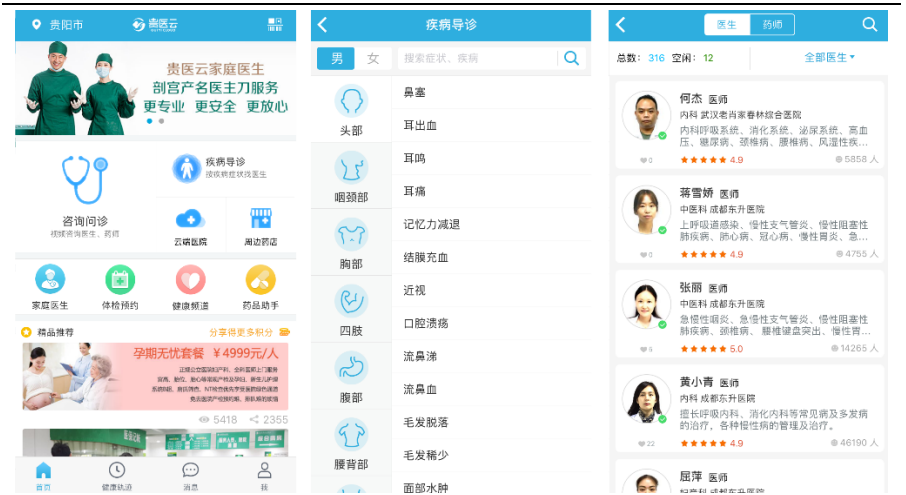 贵阳市
贵医云
贵医云家庭医生
剖宫产名医主刀服务
更专业 更安全 更放心
咨询问诊
视频咨询医生、药师
疾病导诊
按疾病症状找医生
云端医院
周边药店
家庭医生
体检预约
健康频道
药品助手
精品推荐
分享得更多积分
孕期无忧套餐 ¥4999元/人
5418
2355
首页
健康轨迹
消息
我
疾病导诊
男
女
搜索症状、疾病
头部
咽颈部
胸部
四肢
腹部
腰背部
鼻塞
耳出血
耳鸣
耳痛
记忆力减退
结膜充血
近视
口腔溃疡
流鼻涕
流鼻血
毛发脱落
毛发稀少
面部水肿
医生
药师
总数: 316 空闲: 12
全部医生
何杰 医师
内科 武汉老肖家春林综合医院
内科呼吸系统、消化系统、泌尿系统、高血
压、糖尿病、颈椎病、腰椎病、风湿性疾...
0
4.9
5858 人
蒋雪娇 医师
中医科 成都东升医院
上呼吸道感染、慢性支气管炎、慢性阻塞性
肺疾病、肺心病、冠心病、慢性胃炎、急...
0
4.9
4755 人
张丽 医师
中医科 成都东升医院
急慢性咽炎、急慢性支气管炎、慢性阻塞性
肺疾病、颈椎病、腰椎键盘突出、慢性胃...
5.0
14265 人
黄小青 医师
内科 成都东升医院
擅长呼吸内科、消化内科等常见病及多发病
的治疗，各种慢性病的管理及治疗。
22
4.9
46190 人
屈萍 医师